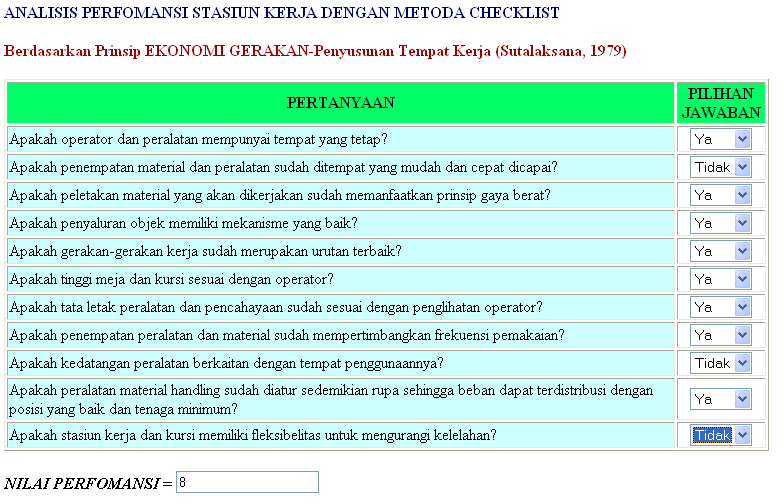 ANALISIS PERFOMANSI STASIUN KERJA DENGAN METODA CHECKLIST
Berdasarkan Prinsip EKONOMI GERAKAN-Penyusunan Tempat Kerja (Sutalaksana, 1979)
PERTANYAAN PILIHAN JAWABAN
Apakah operator dan peralatan mempunyai tempat yang tetap? Ya
Apakah penempatan material dan peralatan sudah ditempat yang mudah dan cepat dicapai? Tidak
Apakah peletakan material yang akan dikerjakan sudah memanfaatkan prinsip gaya berat? Ya
Apakah penyaluran objek memiliki mekanisme yang baik? Ya
Apakah gerakan-gerakan kerja sudah merupakan urutan terbaik? Ya
Apakah tinggi meja dan kursi sesuai dengan operator? Ya
Apakah tata letak peralatan dan pencahayaan sudah sesuai dengan penglihatan operator? Ya
Apakah penempatan peralatan dan material sudah mempertimbangkan frekuensi pemakaian? Ya
Apakah kedatangan peralatan berkaitan dengan tempat penggunaannya? Tidak
Apakah peralatan material handling sudah diatur sedemikian rupa sehingga beban dapat terdistribusi dengan
posisi yang baik dan tenaga minimum? Ya
Apakah stasiun kerja dan kursi memiliki fleksibelitas untuk mengurangi kelelahan? Tidak
NILAI PERFOMANSI = 8